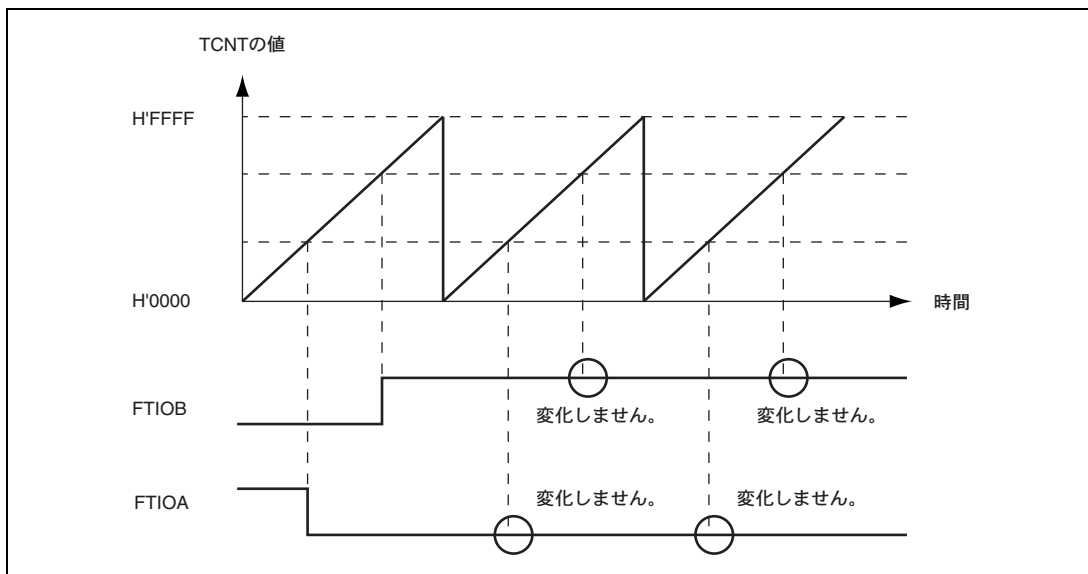 TCNTの値
H'FFFF
H'0000
時間
FTIOB
変化しません。
変化しません。
FTIOA
変化しません。
変化しません。